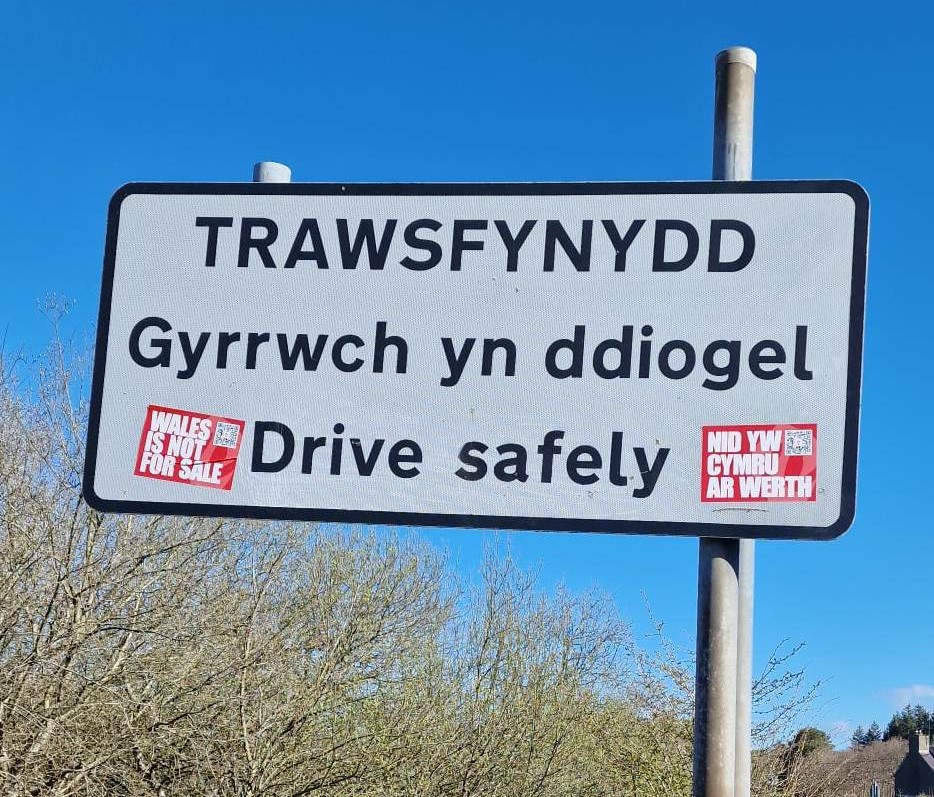 TRAWSFYNYDD
Gyrrwch yn ddiogel
Drive safely
WALES
IS NOT
FOR SALE
NID YW
CYMRU
AR WERTH